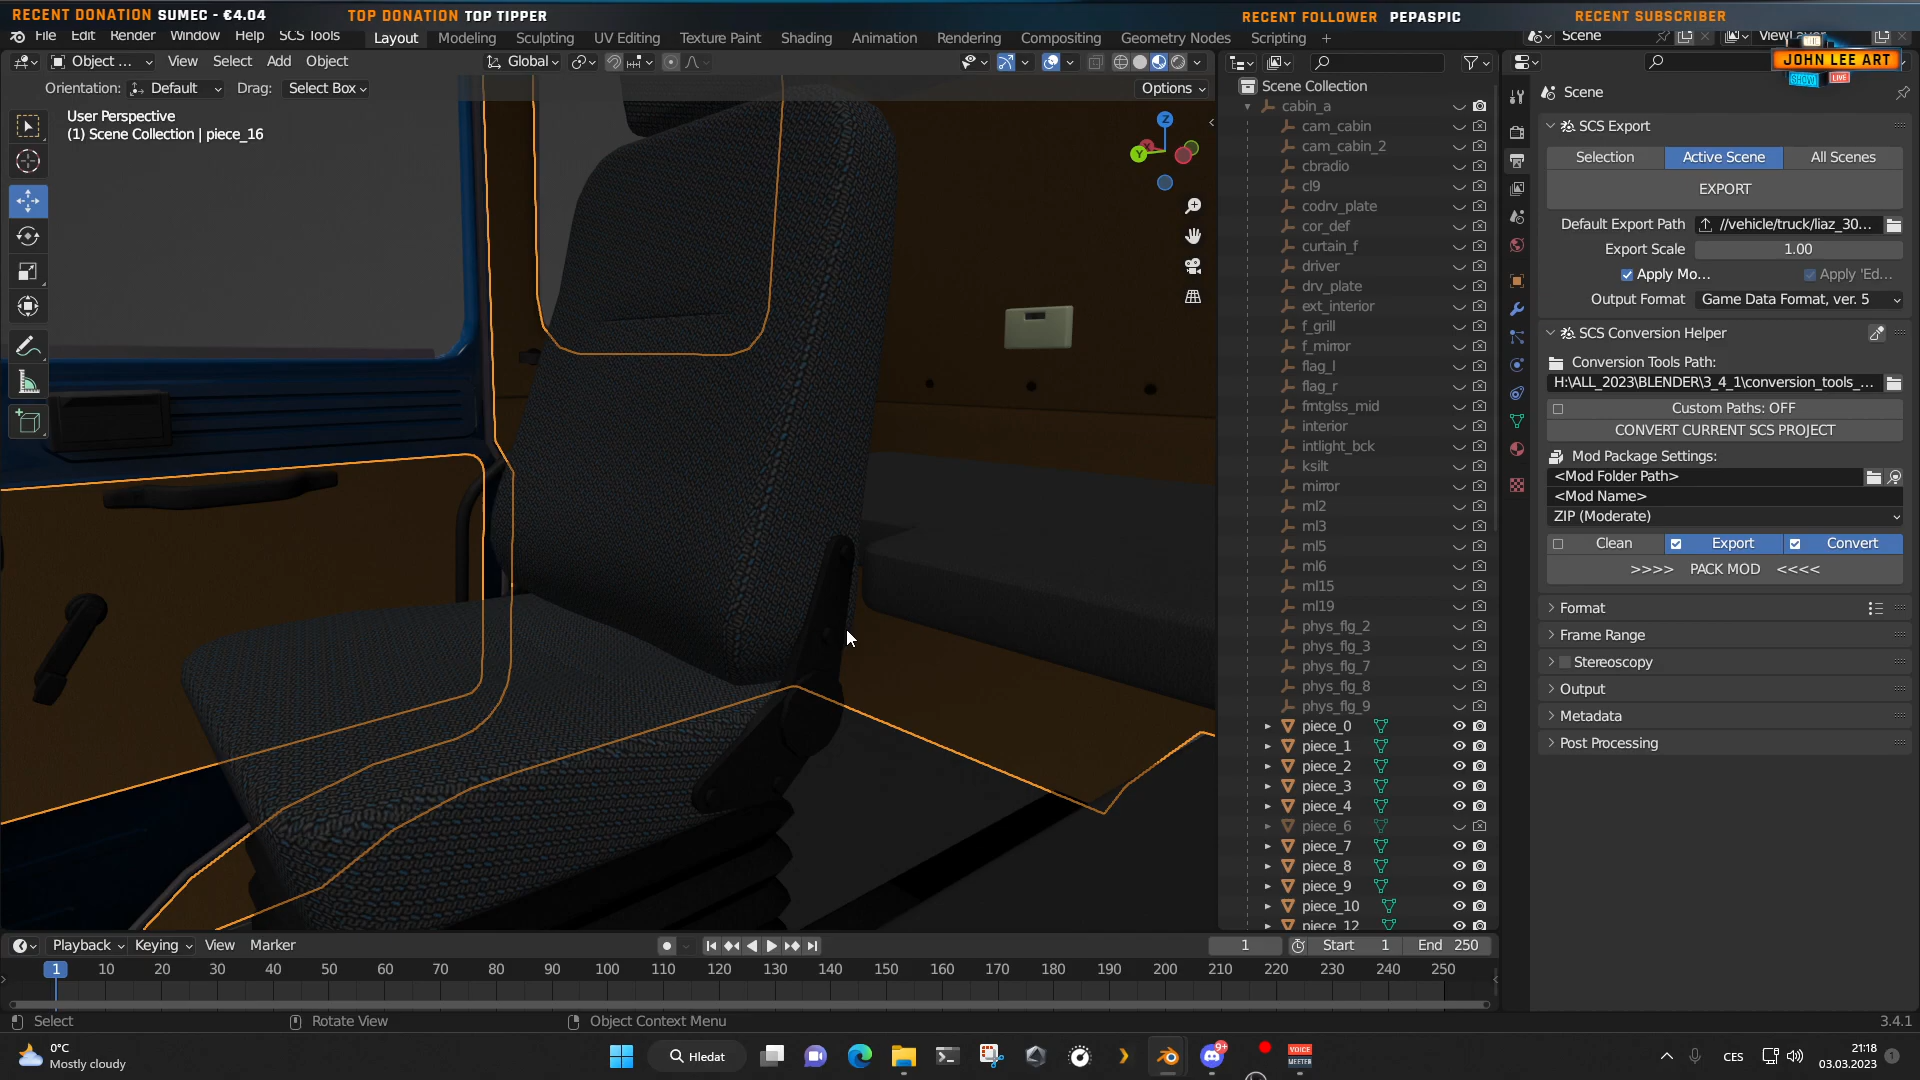 RECENT DONATION SUMEC - €4.04
TOP DONATION TOP TIPPER
RECENT FOLLOWER PEPASPIC
RECENT SUBSCRIBER
File Edit Render Window Help SCS Tools
Layout Modeling Sculpting UV Editing Texture Paint Shading Animation Rendering Compositing Geometry Nodes Scripting +
Scene
ViewLayer
JOHN LEE ART
LIVE
Object ... View Select Add Object
Global
Orientation: Default Drag: Select Box
Options
User Perspective
(1) Scene Collection | piece_16
Z
Y
Scene Collection
cabin_a
cam_cabin
cam_cabin_2
cbradio
cl9
codrv_plate
cor_def
curtain_f
driver
drv_plate
ext_interior
f_grill
f_mirror
flag_l
flag_r
frntglss_mid
interior
intlight_bck
ksilt
mirror
ml2
ml3
ml5
ml6
ml15
ml19
phys_flg_2
phys_flg_3
phys_flg_7
phys_flg_8
phys_flg_9
piece_0
piece_1
piece_2
piece_3
piece_4
piece_6
piece_7
piece_8
piece_9
piece_10
piece_12
Scene
SCS Export
Selection Active Scene All Scenes
EXPORT
Default Export Path //vehicle/truck/liaz_30...
Export Scale 1.00
Apply Mo... Apply 'Ed...
Output Format Game Data Format, ver. 5
SCS Conversion Helper
Conversion Tools Path:
H:\ALL_2023\BLENDER\3_4_1\conversion_tools_...
Custom Paths: OFF
CONVERT CURRENT SCS PROJECT
Mod Package Settings:
<Mod Folder Path>
<Mod Name>
ZIP (Moderate)
Clean Export Convert
>>>> PACK MOD <<<<
Format
Frame Range
Stereoscopy
Output
Metadata
Post Processing
Playback Keying View Marker
1 Start 1 End 250
1 10 20 30 40 50 60 70 80 90 100 110 120 130 140 150 160 170 180 190 200 210 220 230 240 250
Select Rotate View Object Context Menu
3.4.1
0°C
Mostly cloudy
Hledat
9+
VOICE
MEETER
CES
21:18
03.03.2023
1